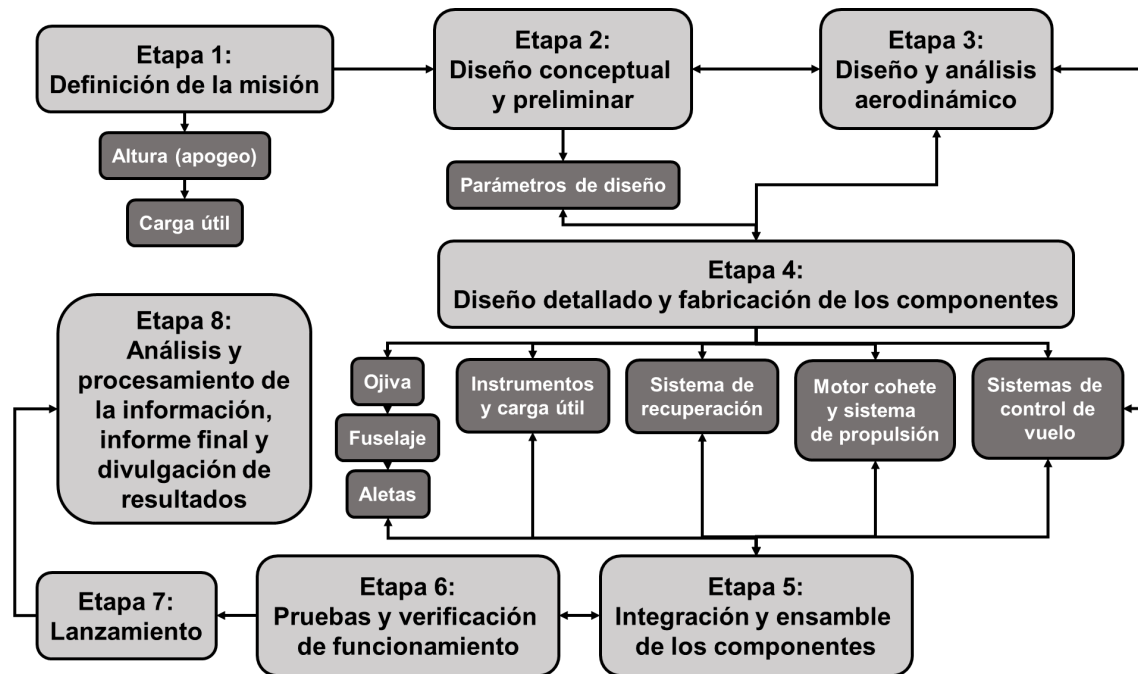 Etapa 1:
Definición de la misión
Altura (apogeo)
Carga útil
Etapa 2:
Diseño conceptual
y preliminar
Parámetros de diseño
Etapa 3:
Diseño y análisis
aerodinámico
Etapa 4:
Diseño detallado y fabricación de los componentes
Ojiva
Fuselaje
Aletas
Instrumentos
y carga útil
Sistema de
recuperación
Motor cohete
y sistema
de propulsión
Sistemas de
control de
vuelo
Etapa 5:
Integración y ensamble
de los componentes
Etapa 6:
Pruebas y verificación
de funcionamiento
Etapa 7:
Lanzamiento
Etapa 8:
Análisis y
procesamiento de
la información,
informe final y
divulgación de
resultados